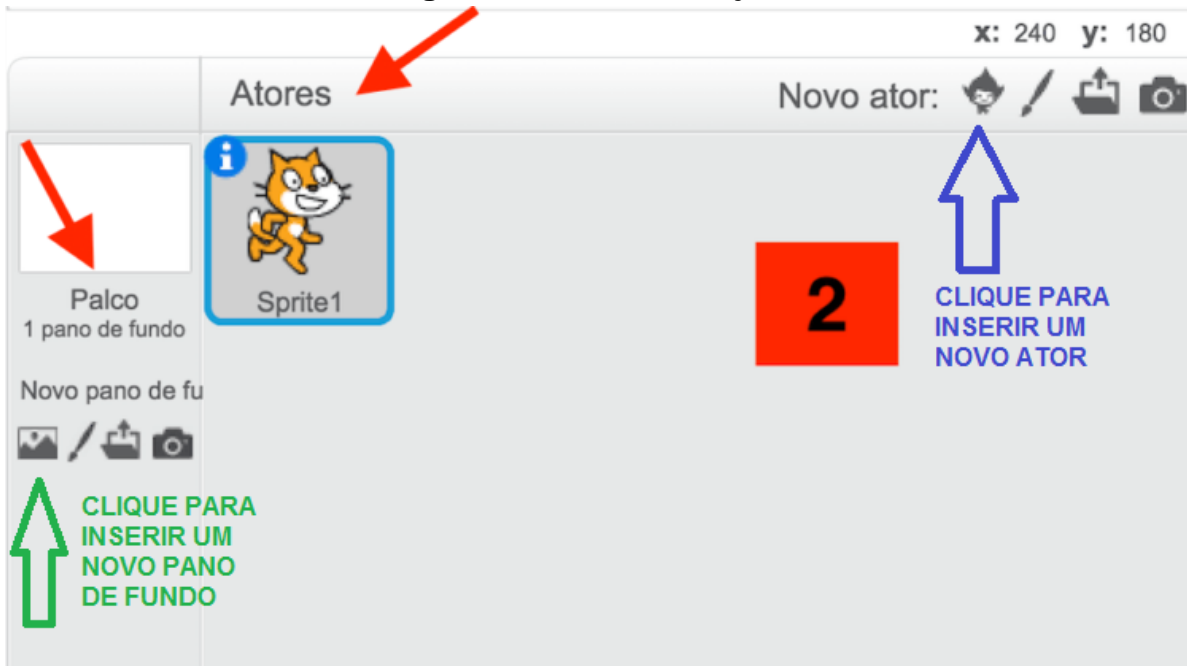 x: 240 y: 180
Atores
Novo ator:
Sprite1
Palco
1 pano de fundo
Novo pano de fu
2
CLIQUE PARA
INSERIR UM
NOVO ATOR
CLIQUE PARA
INSERIR UM
NOVO PANO
DE FUNDO